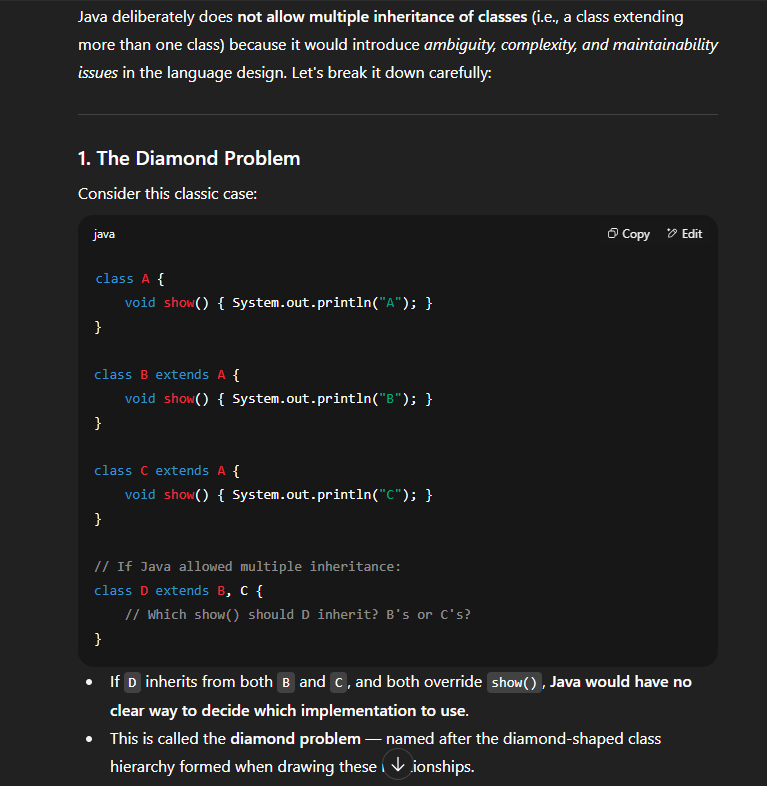 Java deliberately does not allow multiple inheritance of classes (i.e., a class extending
more than one class) because it would introduce ambiguity, complexity, and maintainability
issues in the language design. Let's break it down carefully:
1. The Diamond Problem
Consider this classic case:
java Copy Edit
class A {
    void show() { System.out.println("A"); }
}
class B extends A {
    void show() { System.out.println("B"); }
}
class C extends A {
    void show() { System.out.println("C"); }
}
// If Java allowed multiple inheritance:
class D extends B, C {
    // Which show() should D inherit? B's or C's?
}
• If D inherits from both B and C, and both override show(), Java would have no
clear way to decide which implementation to use.
• This is called the diamond problem — named after the diamond-shaped class
hierarchy formed when drawing these ionships.